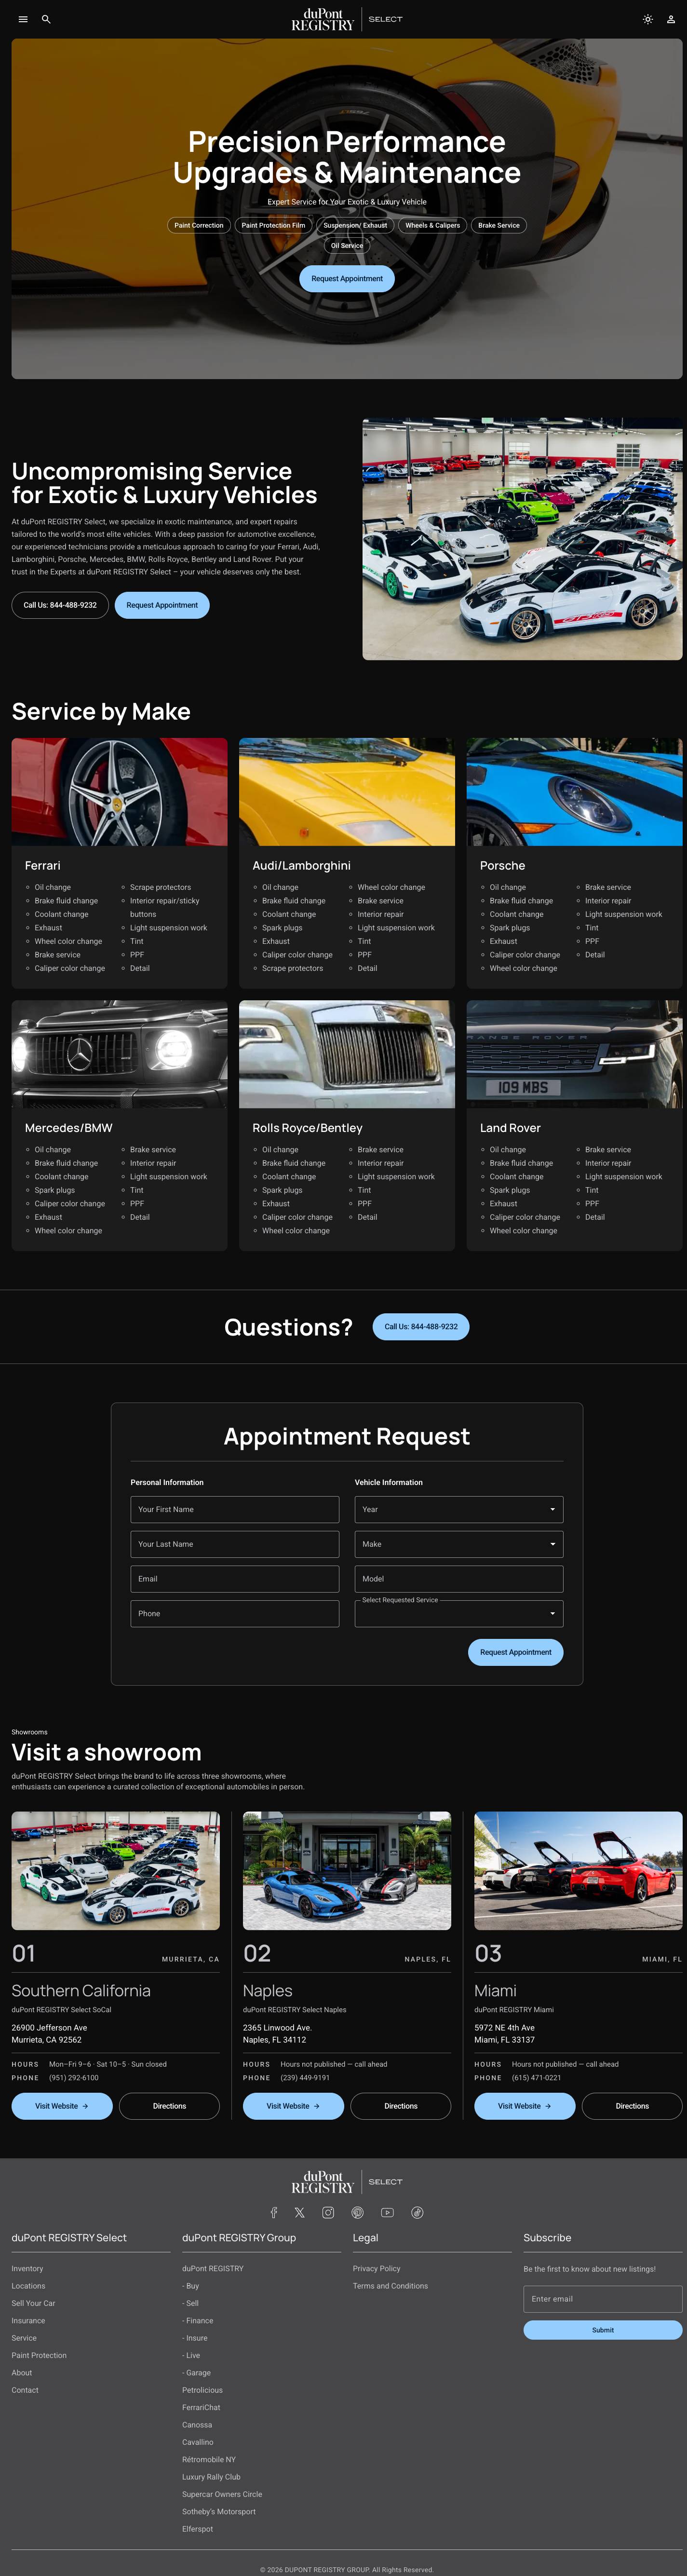 duPont
REGISTRY
SELECT
Precision Performance
Upgrades & Maintenance
Expert Service for Your Exotic & Luxury Vehicle
Paint Correction
Paint Protection Film
Suspension/ Exhaust
Wheels & Calipers
Brake Service
Oil Service
Request Appointment
Uncompromising Service
for Exotic & Luxury Vehicles
At duPont REGISTRY Select, we specialize in exotic maintenance, and expert repairs
tailored to the world's most elite vehicles. With a deep passion for automotive excellence,
our experienced technicians provide a meticulous approach to caring for your Ferrari, Audi,
Lamborghini, Porsche, Mercedes, BMW, Rolls Royce, Bentley and Land Rover. Put your
trust in the Experts at duPont REGISTRY Select – your vehicle deserves only the best.
Call Us: 844-488-9232
Request Appointment
Service by Make
Ferrari
Oil change
Brake fluid change
Coolant change
Exhaust
Wheel color change
Brake service
Caliper color change
Scrape protectors
Interior repair/sticky
buttons
Light suspension work
Tint
PPF
Detail
Audi/Lamborghini
Oil change
Brake fluid change
Coolant change
Spark plugs
Exhaust
Caliper color change
Scrape protectors
Wheel color change
Brake service
Interior repair
Light suspension work
Tint
PPF
Detail
Porsche
Oil change
Brake fluid change
Coolant change
Spark plugs
Exhaust
Caliper color change
Wheel color change
Brake service
Interior repair
Light suspension work
Tint
PPF
Detail
RANGE ROVER
109 MBS
Mercedes/BMW
Oil change
Brake fluid change
Coolant change
Spark plugs
Caliper color change
Exhaust
Wheel color change
Brake service
Interior repair
Light suspension work
Tint
PPF
Detail
Rolls Royce/Bentley
Oil change
Brake fluid change
Coolant change
Spark plugs
Exhaust
Caliper color change
Wheel color change
Brake service
Interior repair
Light suspension work
Tint
PPF
Detail
Land Rover
Oil change
Brake fluid change
Coolant change
Spark plugs
Exhaust
Caliper color change
Wheel color change
Brake service
Interior repair
Light suspension work
Tint
PPF
Detail
Questions?
Call Us: 844-488-9232
Appointment Request
Personal Information
Your First Name
Your Last Name
Email
Phone
Vehicle Information
Year
Make
Model
Select Requested Service
Request Appointment
Showrooms
Visit a showroom
duPont REGISTRY Select brings the brand to life across three showrooms, where
enthusiasts can experience a curated collection of exceptional automobiles in person.
01
MURRIETA, CA
Southern California
duPont REGISTRY Select SoCal
26900 Jefferson Ave
Murrieta, CA 92562
HOURS Mon–Fri 9–6 · Sat 10–5 · Sun closed
PHONE (951) 292-6100
Visit Website →
Directions
02
NAPLES, FL
Naples
duPont REGISTRY Select Naples
2365 Linwood Ave.
Naples, FL 34112
HOURS Hours not published — call ahead
PHONE (239) 449-9191
Visit Website →
Directions
03
MIAMI, FL
Miami
duPont REGISTRY Miami
5972 NE 4th Ave
Miami, FL 33137
HOURS Hours not published — call ahead
PHONE (615) 471-0221
Visit Website →
Directions
duPont
REGISTRY
SELECT
duPont REGISTRY Select
Inventory
Locations
Sell Your Car
Insurance
Service
Paint Protection
About
Contact
duPont REGISTRY Group
duPont REGISTRY
- Buy
- Sell
- Finance
- Insure
- Live
- Garage
Petrolicious
FerrariChat
Canossa
Cavallino
Rétromobile NY
Luxury Rally Club
Supercar Owners Circle
Sotheby's Motorsport
Elferspot
Legal
Privacy Policy
Terms and Conditions
Subscribe
Be the first to know about new listings!
Enter email
Submit
© 2026 DUPONT REGISTRY GROUP. All Rights Reserved.